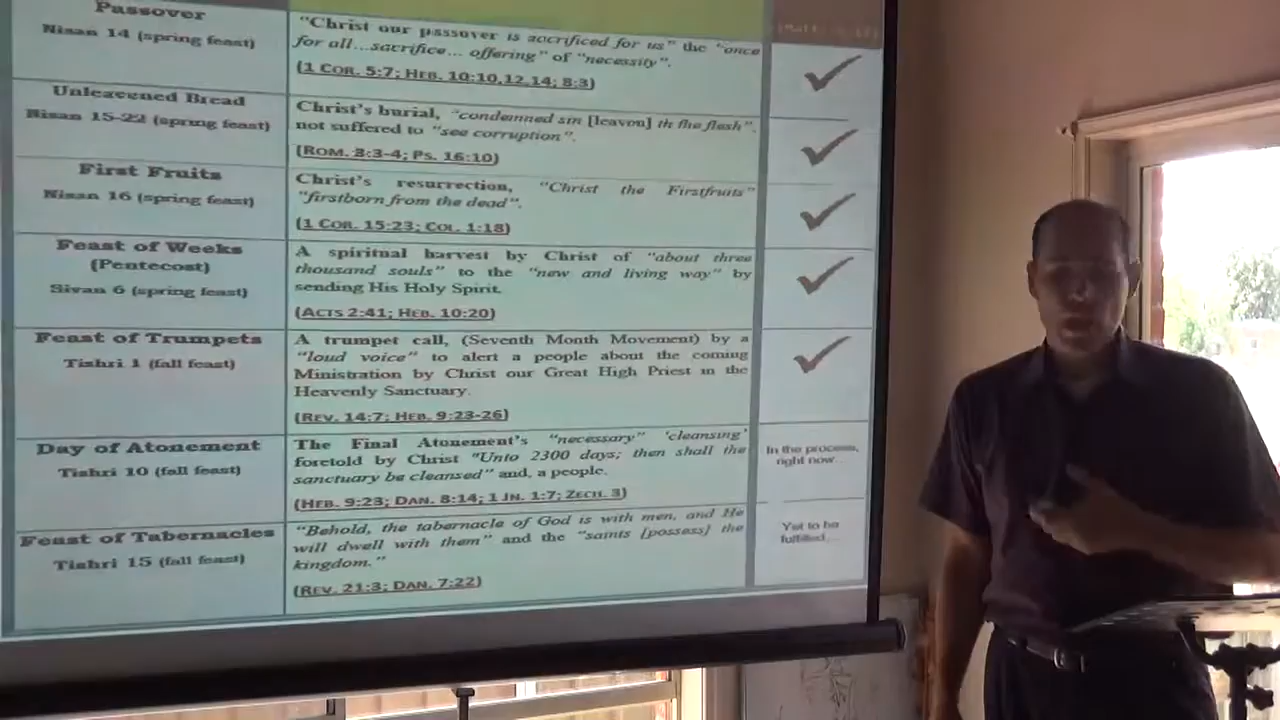 Passover
Nisan 14 (spring feast)
"Christ our passover is sacrificed for us" the "once
for all...sacrifice... offering" of "necessity".
(1 Cor. 5:7; Heb. 10:10,12,14; 8:3)
Unleavened Bread
Nisan 15-22 (spring feast)
Christ's burial, "condemned sin [leaven] in the flesh",
not suffered to "see corruption".
(Rom. 8:3-4; Ps. 16:10)
First Fruits
Nisan 16 (spring feast)
Christ's resurrection, "Christ the Firstfruits"
"firstborn from the dead".
(1 Cor. 15:23; Col. 1:18)
Feast of Weeks
(Pentecost)
Sivan 6 (spring feast)
A spiritual harvest by Christ of "about three
thousand souls" to the "new and living way" by
sending His Holy Spirit.
(Acts 2:41; Heb. 10:20)
Feast of Trumpets
Tishri 1 (fall feast)
A trumpet call, (Seventh Month Movement) by a
"loud voice" to alert a people about the coming
Ministration by Christ our Great High Priest in the
Heavenly Sanctuary.
(Rev. 14:7; Heb. 9:23-26)
Day of Atonement
Tishri 10 (fall feast)
The Final Atonement's "necessary" 'cleansing'
foretold by Christ "Unto 2300 days; then shall the
sanctuary be cleansed" and, a people.
(Heb. 9:23; Dan. 8:14; 1 Jn. 1:7; Zech. 3)
In the process,
right now...
Feast of Tabernacles
Tishri 15 (fall feast)
"Behold, the tabernacle of God is with men, and He
will dwell with them" and the "saints [possess] the
kingdom."
(Rev. 21:3; Dan. 7:22)
Yet to be
fulfilled...